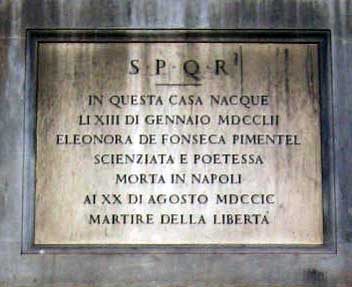 S·P·Q·R
IN QUESTA CASA NACQUE
LI XIII DI GENNAIO MDCCLII
ELEONORA DE FONSECA PIMENTEL
SCIENZIATA E POETESSA
MORTA IN NAPOLI
AI XX DI AGOSTO MDCCIC
MARTIRE DELLA LIBERTÀ